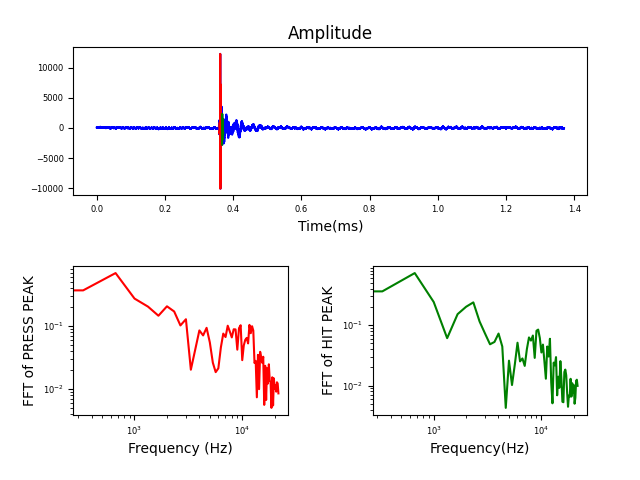 Amplitude
10000
5000
0
−5000
−10000
0.0 0.2 0.4 0.6 0.8 1.0 1.2 1.4
Time(ms)
FFT of PRESS PEAK
10⁻¹
10⁻²
10³ 10⁴
Frequency (Hz)
FFT of HIT PEAK
10⁻¹
10⁻²
10³ 10⁴
Frequency(Hz)